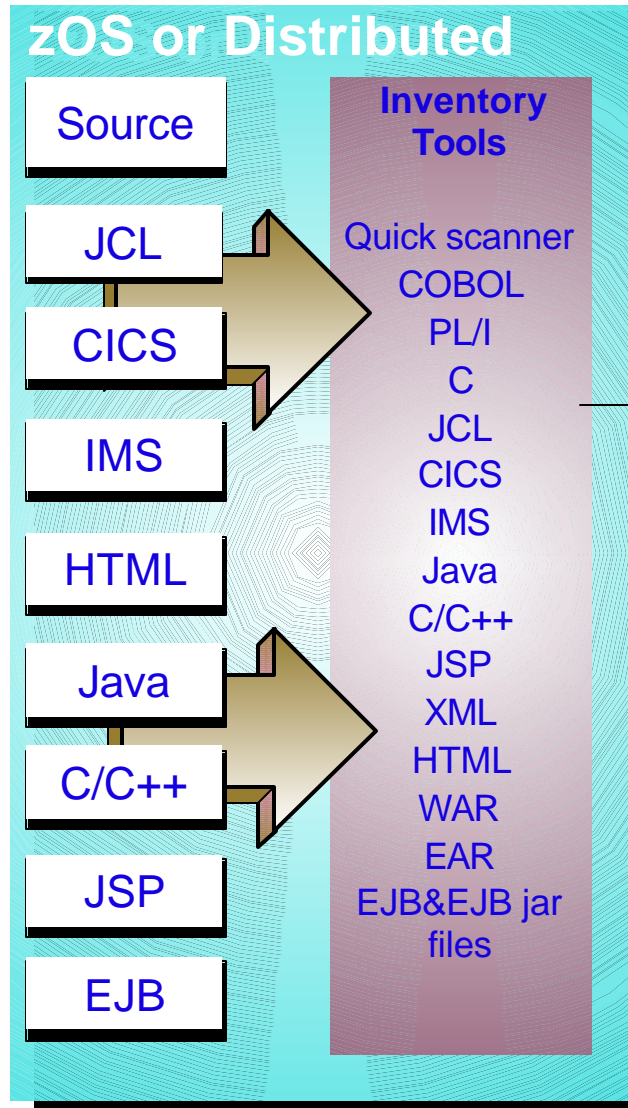 zOS or Distributed
Source
JCL
CICS
IMS
HTML
Java
C/C++
JSP
EJB
Inventory
Tools
Quick scanner
COBOL
PL/I
C
JCL
CICS
IMS
Java
C/C++
JSP
XML
HTML
WAR
EAR
EJB&EJB jar
files